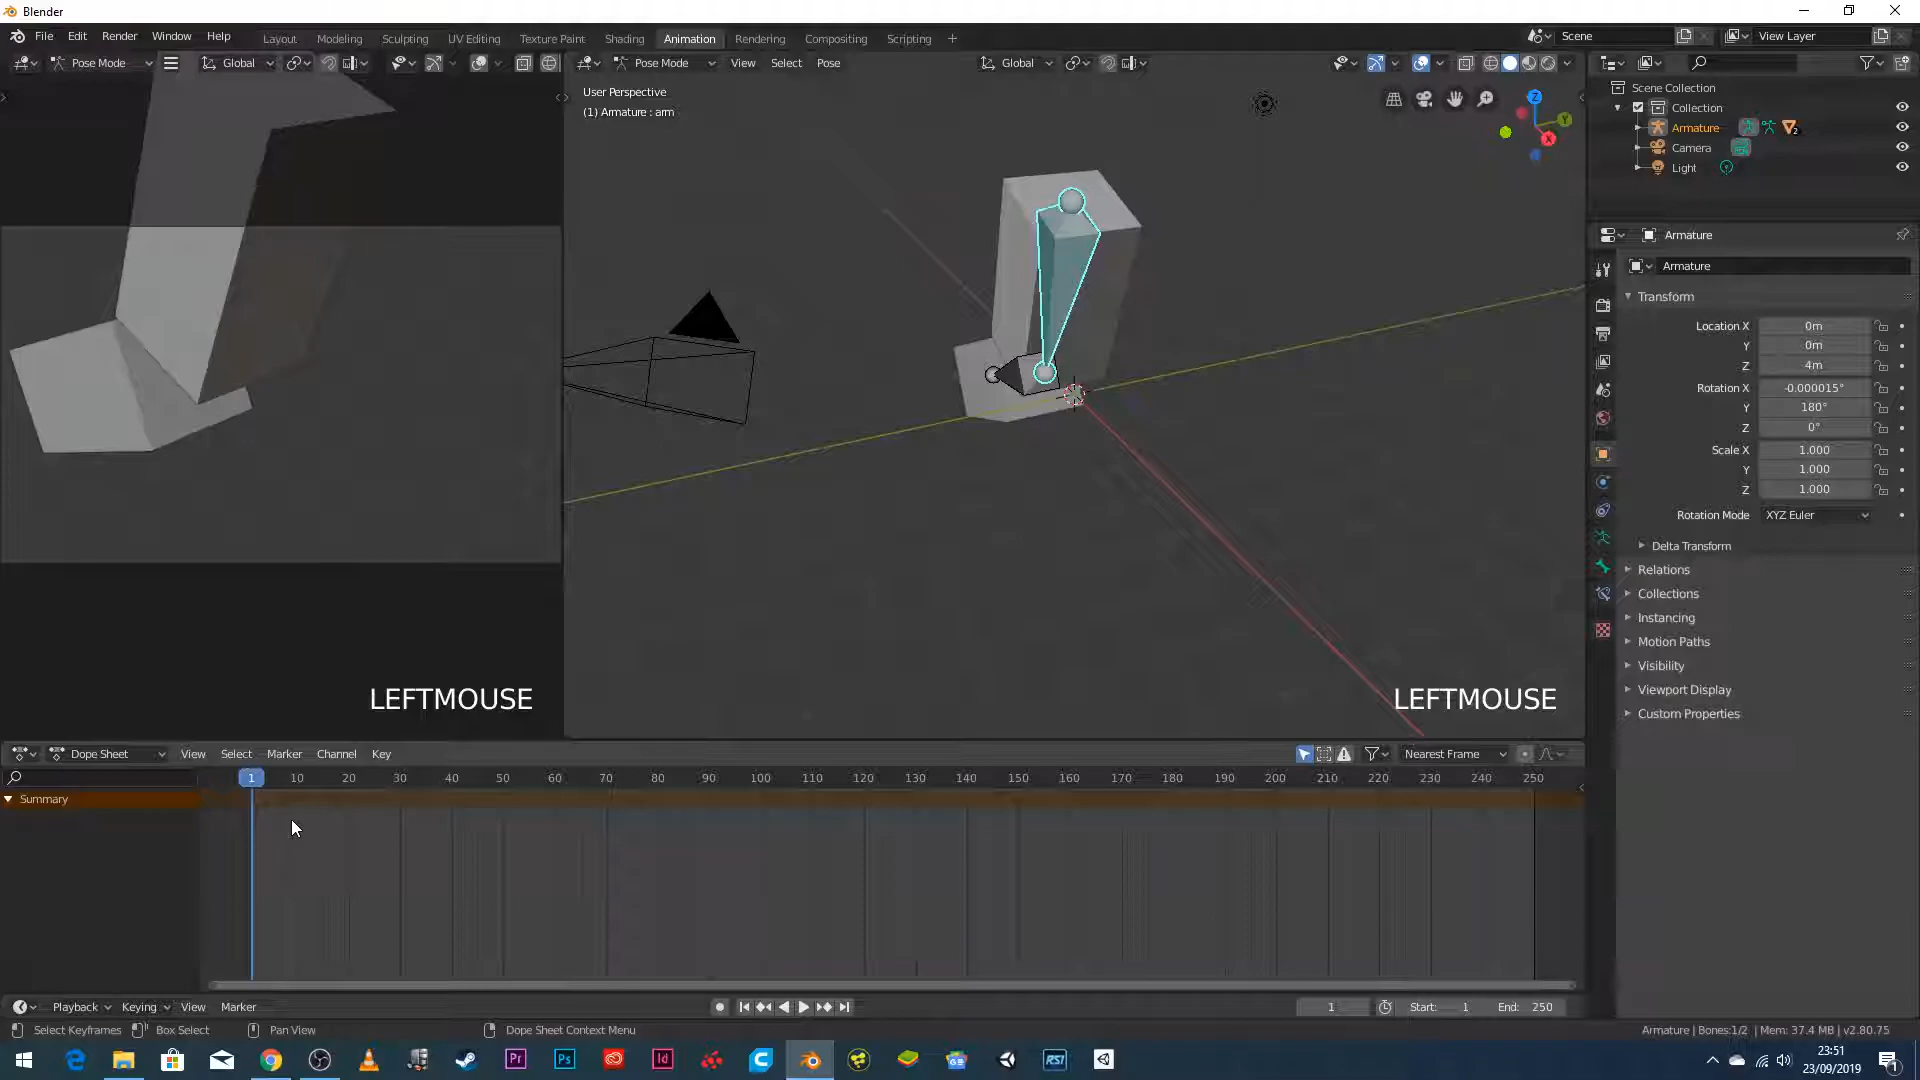 Blender
File Edit Render Window Help
Layout Modeling Sculpting UV Editing Texture Paint Shading Animation Rendering Compositing Scripting
Scene
View Layer
Pose Mode
Global
Pose Mode View Select Pose
Global
User Perspective
(1) Armature : arm
Z
Y
X
LEFTMOUSE
LEFTMOUSE
Scene Collection
Collection
Armature
2
Camera
Light
Armature
Armature
Transform
Location X 0m
Y 0m
Z 4m
Rotation X -0.000015°
Y 180°
Z 0°
Scale X 1.000
Y 1.000
Z 1.000
Rotation Mode XYZ Euler
Delta Transform
Relations
Collections
Instancing
Motion Paths
Visibility
Viewport Display
Custom Properties
Dope Sheet View Select Marker Channel Key
Nearest Frame
1 10 20 30 40 50 60 70 80 90 100 110 120 130 140 150 160 170 180 190 200 210 220 230 240 250
Summary
Playback Keying View Marker
1 Start: 1 End: 250
Select Keyframes Box Select Pan View Dope Sheet Context Menu
Armature | Bones:1/2 | Mem: 37.4 MB | v2.80.75
Pr Ps Id RSI
23:51
23/09/2019
1